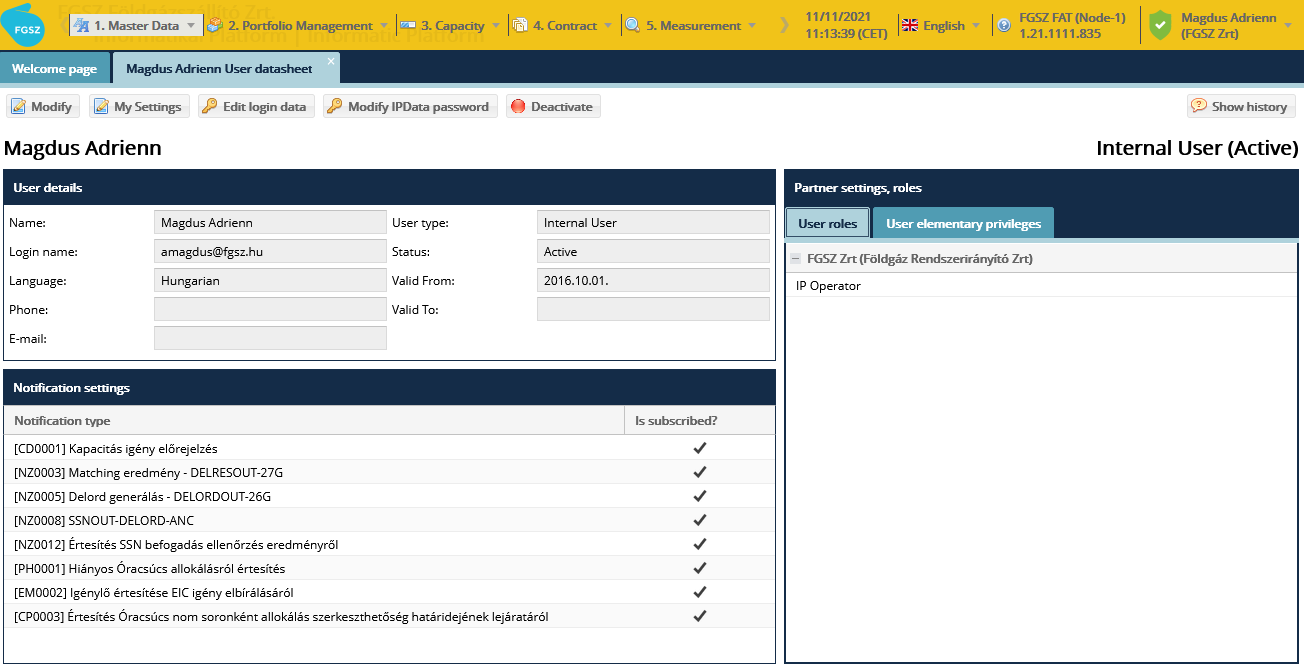 FGSZ Földgázszállító Zrt
Informatikai Platform | Informatic Platform
FGSZ
1. Master Data
2. Portfolio Management
3. Capacity
4. Contract
5. Measurement
11/11/2021
11:13:39 (CET)
English
FGSZ FAT (Node-1)
1.21.1111.835
Magdus Adrienn
(FGSZ Zrt)
Welcome page
Magdus Adrienn User datasheet
Modify
My Settings
Edit login data
Modify IPData password
Deactivate
Show history
Magdus Adrienn
Internal User (Active)
User details
Name: Magdus Adrienn User type: Internal User
Login name: amagdus@fgsz.hu Status: Active
Language: Hungarian Valid From: 2016.10.01.
Phone: Valid To:
E-mail:
Notification settings
Notification type Is subscribed?
[CD0001] Kapacitás igény előrejelzés
[NZ0003] Matching eredmény - DELRESOUT-27G
[NZ0005] Delord generálás - DELORDOUT-26G
[NZ0008] SSNOUT-DELORD-ANC
[NZ0012] Értesítés SSN befogadás ellenőrzés eredményről
[PH0001] Hiányos Óracsúcs allokálásról értesítés
[EM0002] Igénylő értesítése EIC igény elbírálásáról
[CP0003] Értesítés Óracsúcs nom soronként allokálás szerkeszthetőség határidejének lejáratáról
Partner settings, roles
User roles
User elementary privileges
FGSZ Zrt (Földgáz Rendszerirányító Zrt)
IP Operator